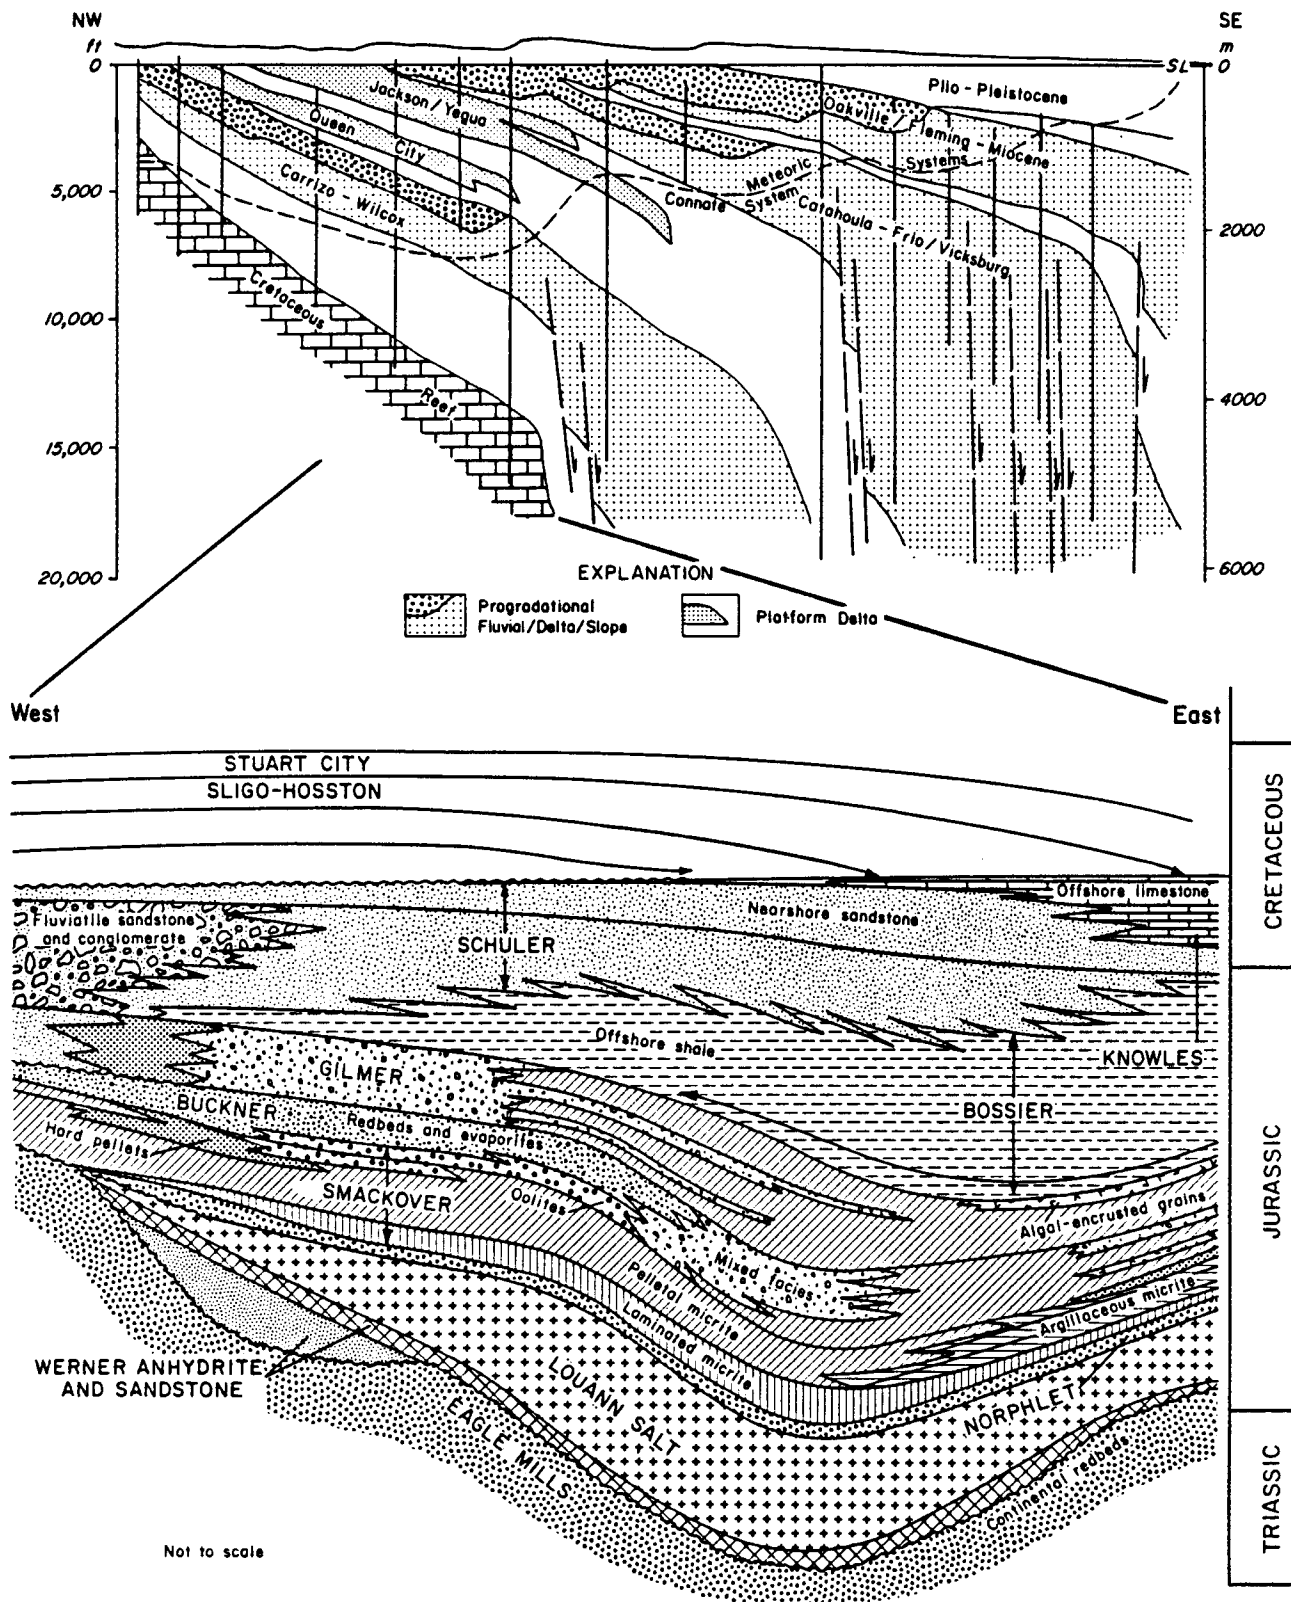 NW
ft
SE
m
0
SL
0
Plio - Pleistocene
Jackson / Yegua
Oakville / Fleming - Miocene
Queen
City
Meteoric
Systems
Carrizo - Wilcox
Connate
System
Catahoula - Frio / Vicksburg
5,000
2000
Cretaceous
Reef
10,000
4000
15,000
20,000
6000
EXPLANATION
Progradational
Fluvial/Delta/Slope
Platform Delta
West
East
STUART CITY
SLIGO-HOSSTON
CRETACEOUS
Offshore limestone
Nearshore sandstone
Fluviatile sandstone
and conglomerate
SCHULER
Offshore shale
KNOWLES
GILMER
BOSSIER
BUCKNER
Redbeds and evaporites
Hard pellets
SMACKOVER
Oolites
JURASSIC
Algal-encrusted grains
Mixed facies
Pelletal micrite
Laminated micrite
Argillaceous micrite
WERNER ANHYDRITE
AND SANDSTONE
LOUANN SALT
NORPHLET
EAGLE MILLS
Continental redbeds
TRIASSIC
Not to scale